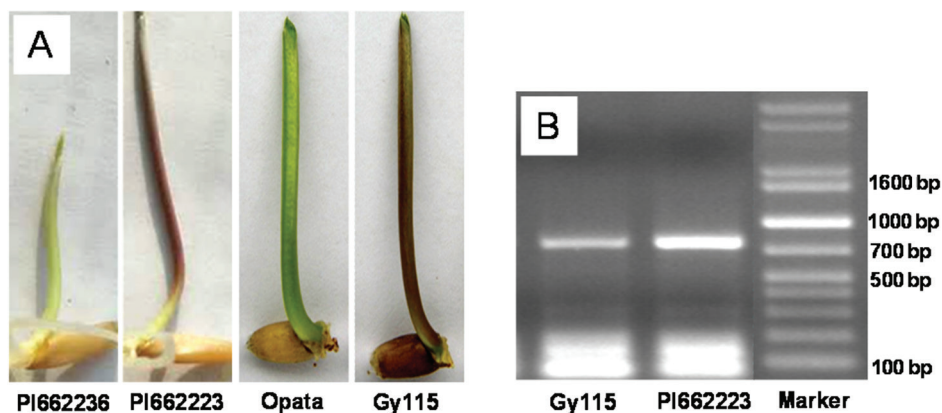 A
PI662236 PI662223 Opata Gy115
B
1600 bp
1000 bp
700 bp
500 bp
100 bp
Gy115 PI662223 Marker